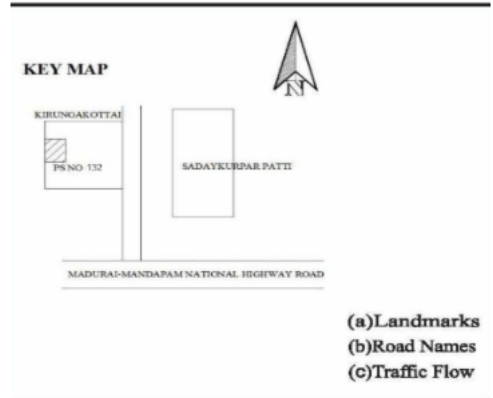 N
KEY MAP
KIRUNGAKOTTAI
PS NO 132
SADAYKURPAR PATTI
MADURAI-MANDAPAM NATIONAL HIGHWAY ROAD
(a)Landmarks
(b)Road Names
(c)Traffic Flow